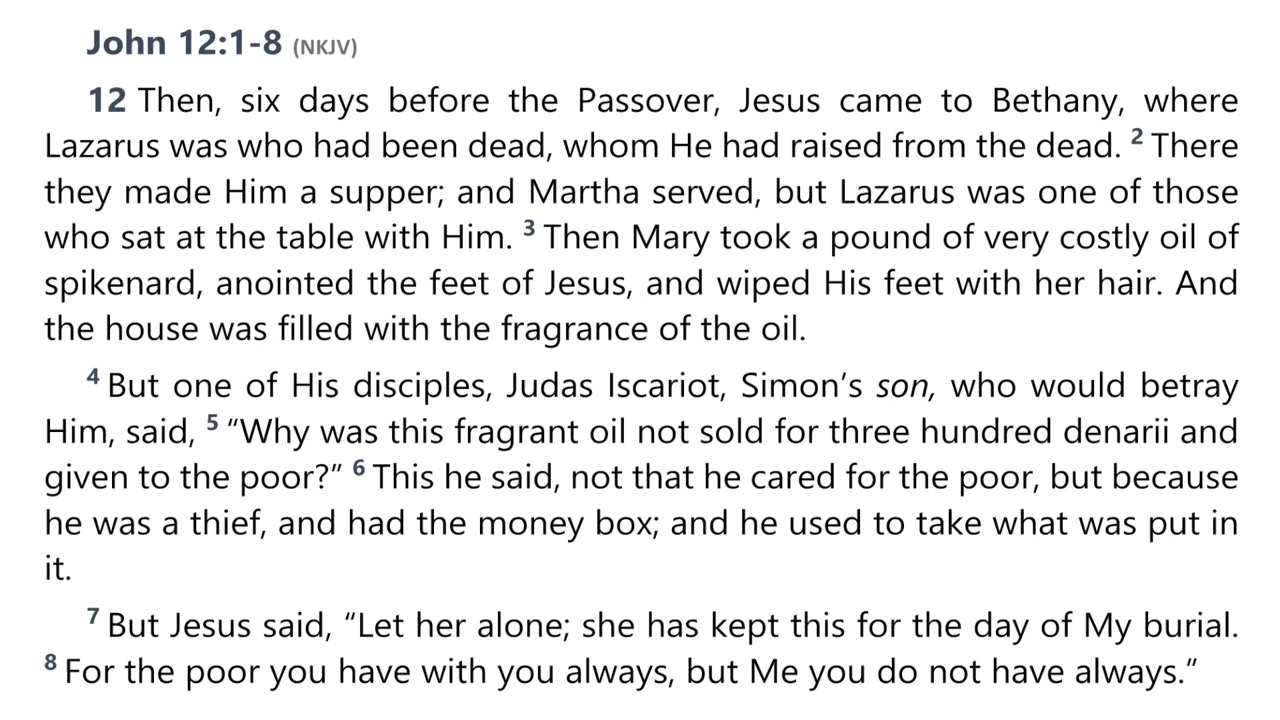 John 12:1-8 (NKJV)
12 Then, six days before the Passover, Jesus came to Bethany, where
Lazarus was who had been dead, whom He had raised from the dead. 2 There
they made Him a supper; and Martha served, but Lazarus was one of those
who sat at the table with Him. 3 Then Mary took a pound of very costly oil of
spikenard, anointed the feet of Jesus, and wiped His feet with her hair. And
the house was filled with the fragrance of the oil.
4 But one of His disciples, Judas Iscariot, Simon’s son, who would betray
Him, said, 5 “Why was this fragrant oil not sold for three hundred denarii and
given to the poor?” 6 This he said, not that he cared for the poor, but because
he was a thief, and had the money box; and he used to take what was put in
it.
7 But Jesus said, “Let her alone; she has kept this for the day of My burial.
8 For the poor you have with you always, but Me you do not have always.”